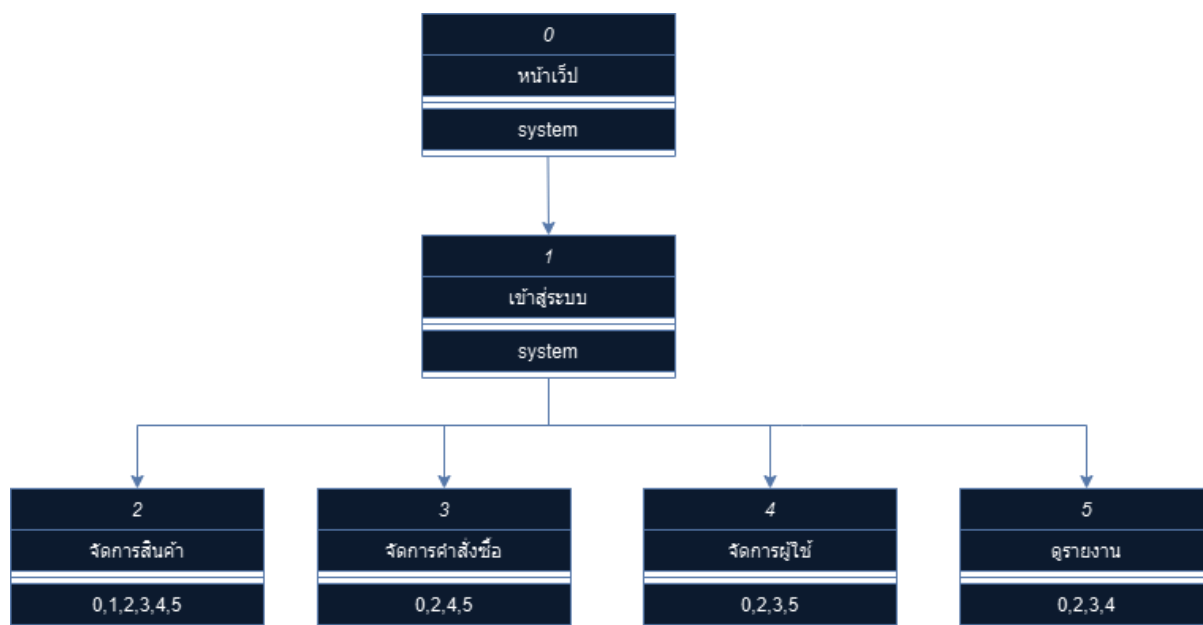 0
หน้าเว็ป
system
1
เข้าสู่ระบบ
system
2
จัดการสินค้า
0,1,2,3,4,5
3
จัดการคำสั่งซื้อ
0,2,4,5
4
จัดการผู้ใช้
0,2,3,5
5
ดูรายงาน
0,2,3,4